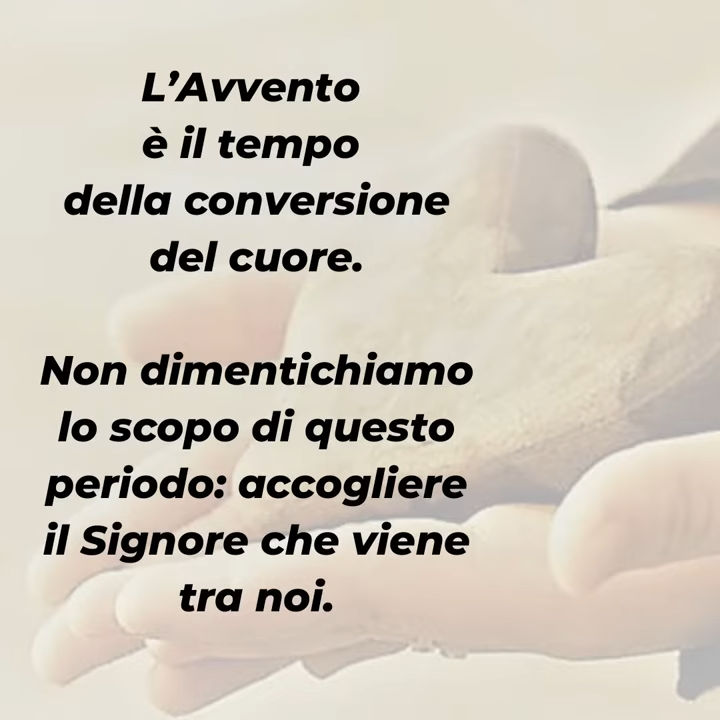 L’Avvento
è il tempo
della conversione
del cuore.
Non dimentichiamo
lo scopo di questo
periodo: accogliere
il Signore che viene
tra noi.